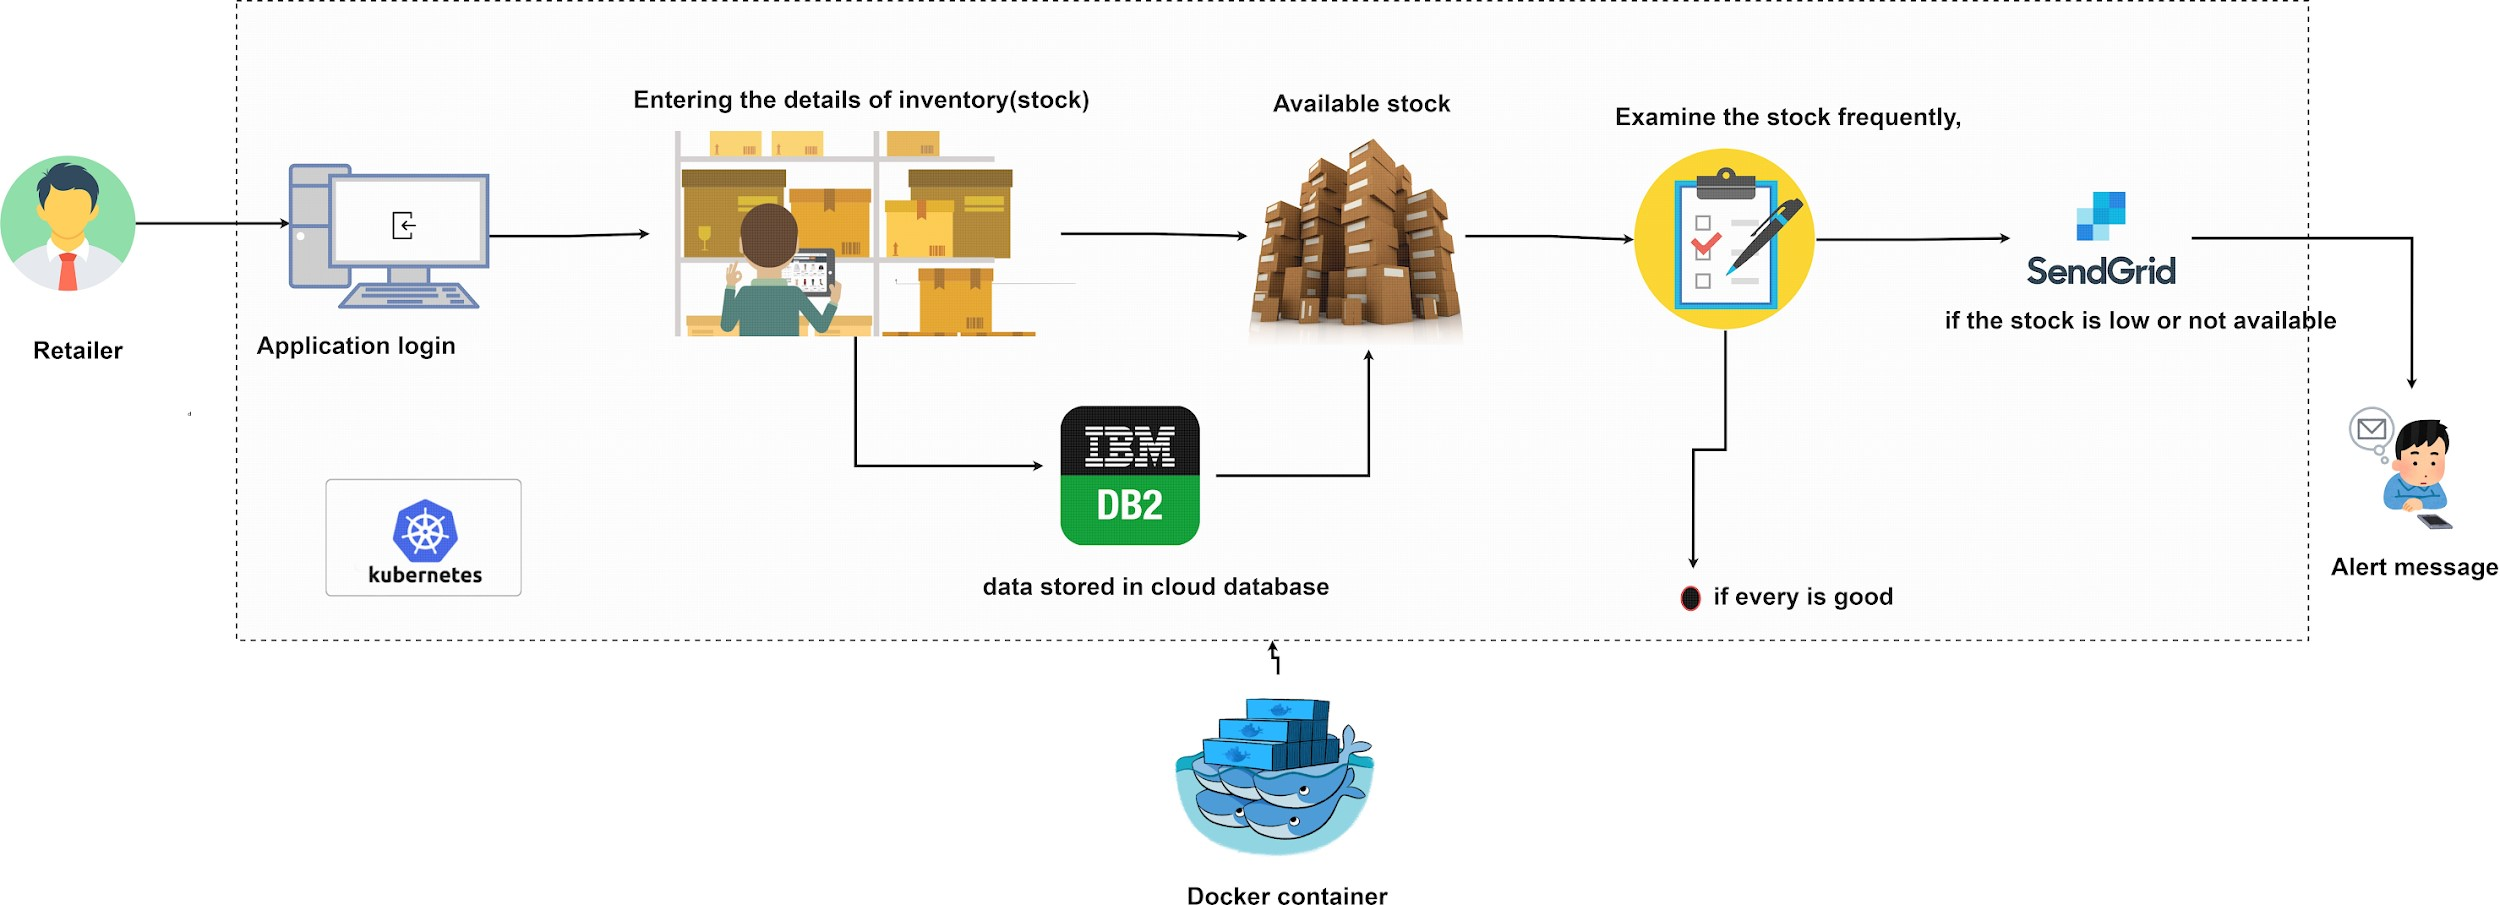 Entering the details of inventory(stock)
Available stock
Examine the stock frequently,
SendGrid
if the stock is low or not available
Retailer
Application login
IBM
DB2
kubernetes
data stored in cloud database
if every is good
Alert message
Docker container